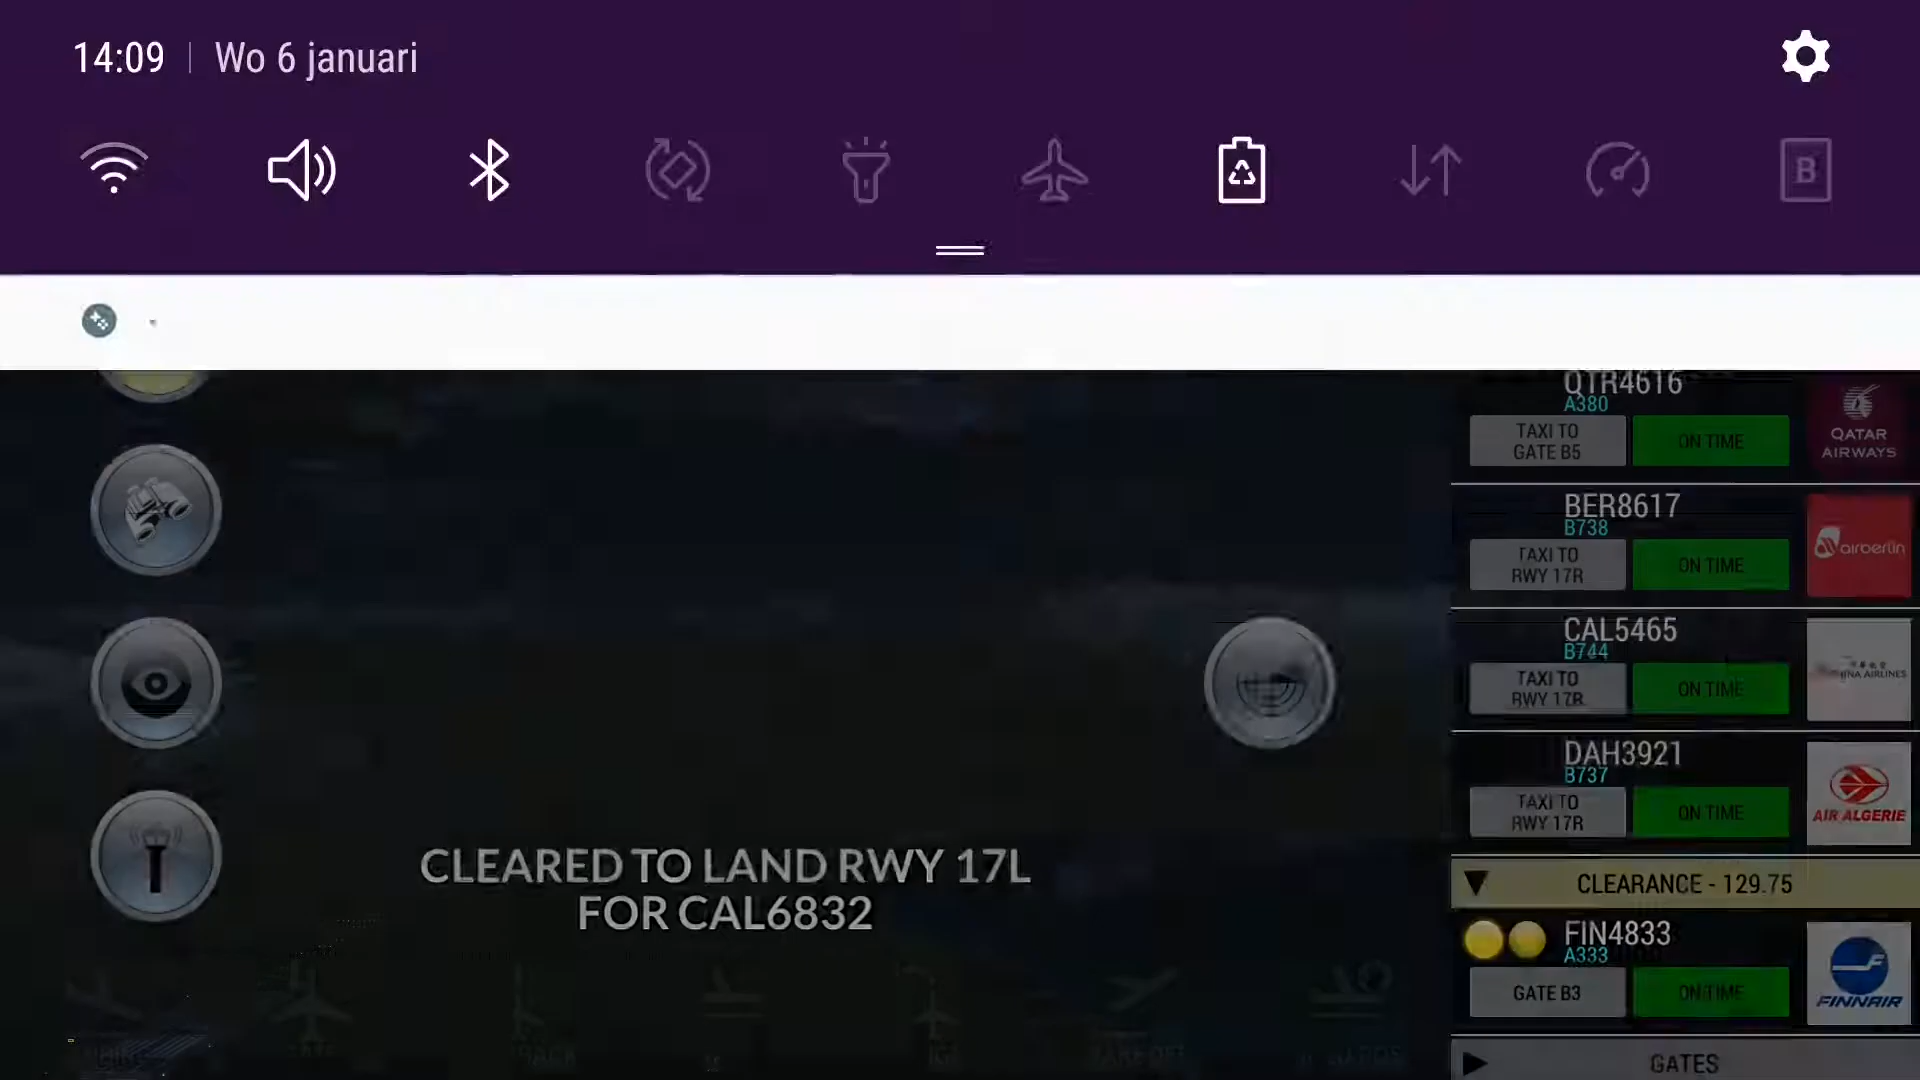 14:09 Wo 6 januari
B
QTR4616
A380
TAXI TO
GATE B5
ON TIME
QATAR
AIRWAYS
BER8617
B738
TAXI TO
RWY 17R
ON TIME
airberlin
CAL5465
B744
TAXI TO
RWY 17R
ON TIME
AIRLINES
DAH3921
B737
TAXI TO
RWY 17R
ON TIME
AIR ALGERIE
CLEARED TO LAND RWY 17L
FOR CAL6832
CLEARANCE - 129.75
FIN4833
A333
GATE B3
ON TIME
FINNAIR
GATES